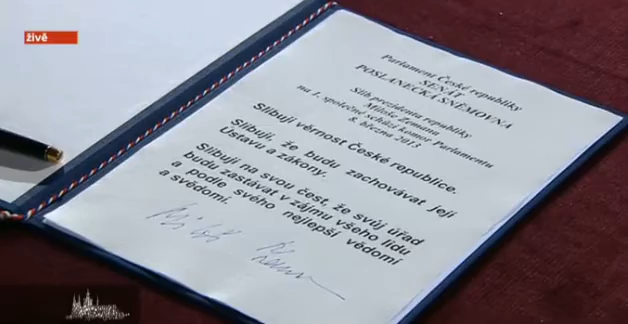 živě
Parlament České republiky
SENÁT
POSLANECKÁ SNĚMOVNA
Slib prezidenta republiky
Miloše Zemana
na 1. společné schůzi komor Parlamentu
8. března 2013
Slibuji věrnost České republice.
Slibuji, že budu zachovávat její
Ústavu a zákony.
Slibuji na svou čest, že svůj úřad
budu zastávat v zájmu všeho lidu
a podle svého nejlepší vědomí
a svědomí.
Miloš Zeman